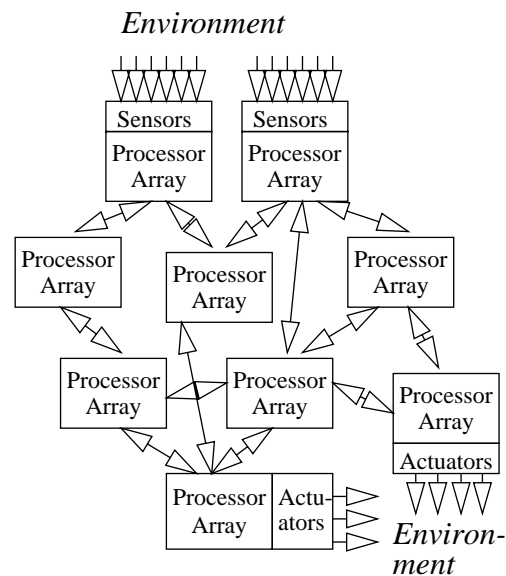 Environment
Sensors
Processor
Array
Sensors
Processor
Array
Processor
Array
Processor
Array
Processor
Array
Processor
Array
Processor
Array
Processor
Array
Actuators
Processor
Array
Actu-
ators
Environ-
ment